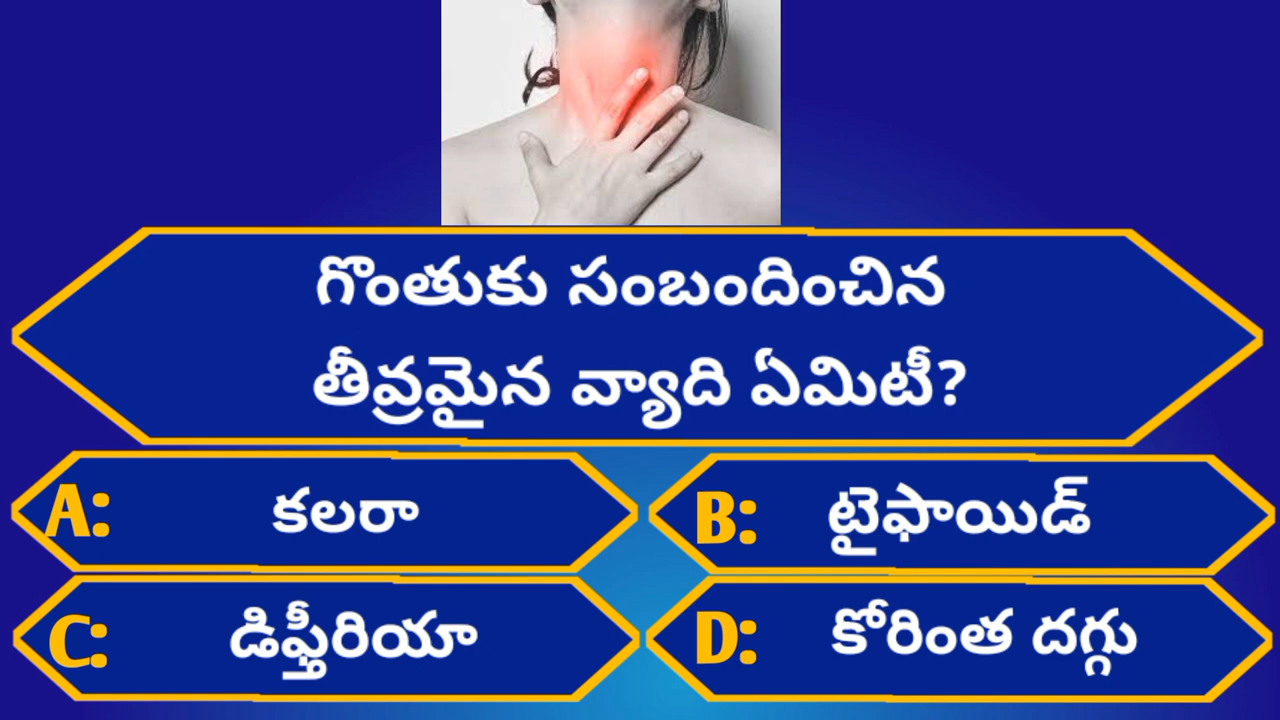 గొంతుకు సంబందించిన
తీవ్రమైన వ్యాది ఏమిటీ?
A: కలరా
B: టైఫాయిడ్
C: డిఫ్తీరియా
D: కోరింత దగ్గు